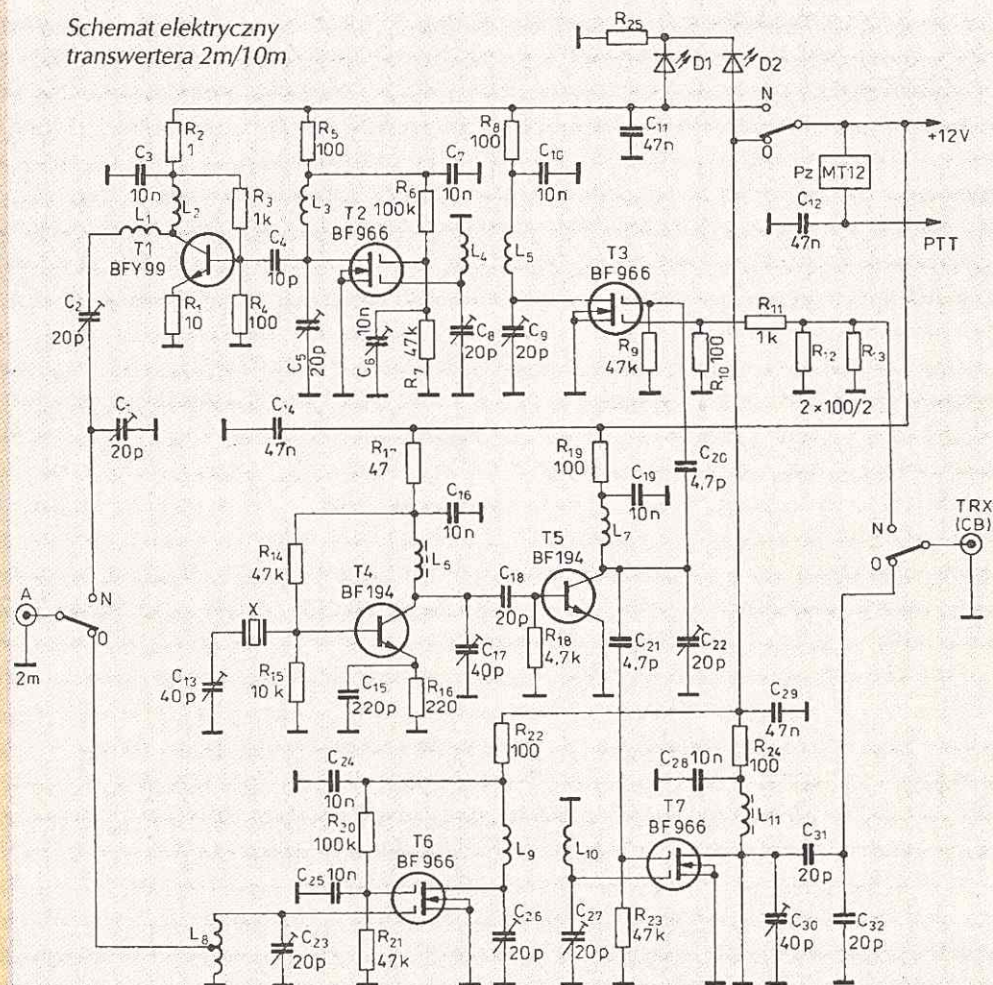 Schemat elektryczny
transwertera 2m/10m
R25
D1
D2
N
O
+12V
Pz
MT12
C12
47n
PTT
C11
47n
R2
1
C3
10n
L1
L2
R3
1k
T1
BFY99
C2
20p
R1
10
R4
100
C4
10p
R5
100
L3
C5
20p
T2
BF966
R6
100k
C7
10n
C6
10n
R7
47k
L4
C8
20p
R8
100
C10
10n
L5
C9
20p
T3
BF966
R9
47k
R10
100
R11
1k
R12
R13
2×100/2
20p
C14
47n
R17
47
C16
10n
R14
47k
L5
T4
BF194
X
C13
40p
R15
10k
C15
220p
R16
220
C17
40p
C18
20p
T5
BF194
R18
4,7k
R19
100
C19
10n
L7
C20
4,7p
C21
4,7p
C22
20p
A
2m
N
O
N
O
TRX
(CB)
R22
100
C29
47n
R24
100
C28
10n
L11
C24
10n
R20
100k
T6
BF966
C25
10n
L8
C23
20p
R21
47k
L9
C26
20p
L10
C27
20p
T7
BF966
R23
47k
C31
20p
C30
40p
C32
20p